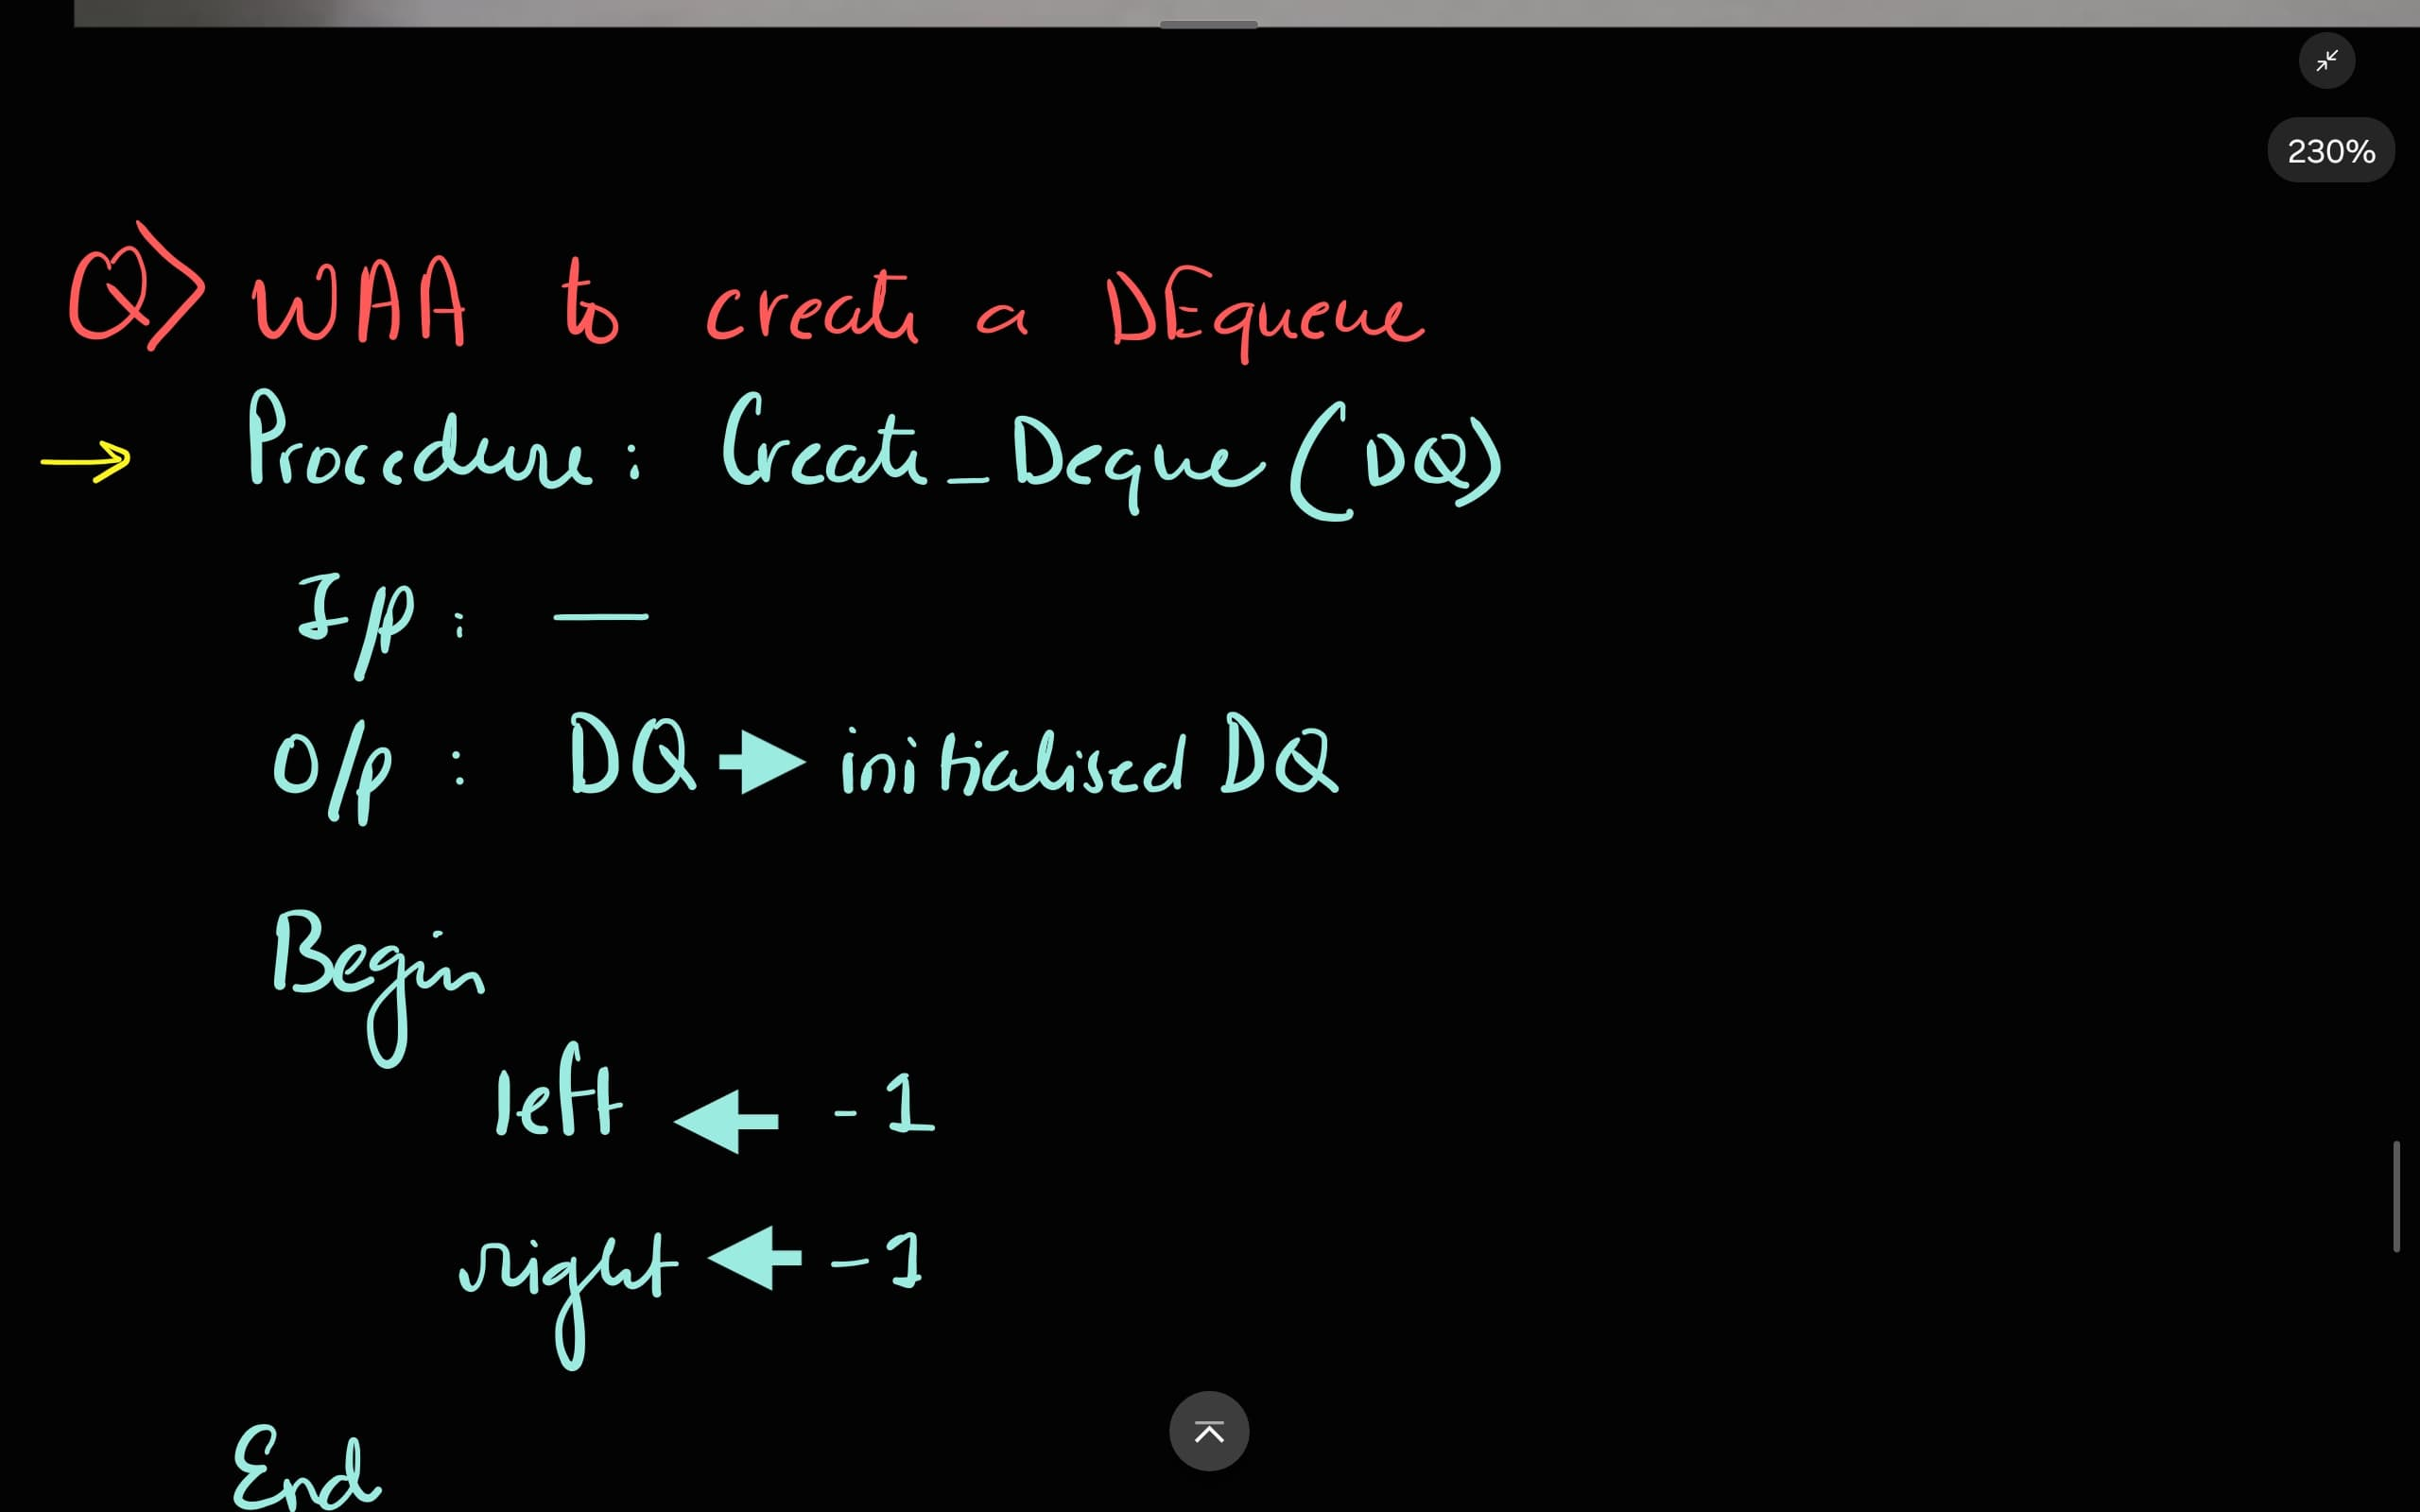 230%
Q> WAA to create a DEqueue
→ Procedure : Create_Deque (DQ)
I/p : —
O/p : DQ → initialised DQ
Begin
left ← -1
right ← -1
End